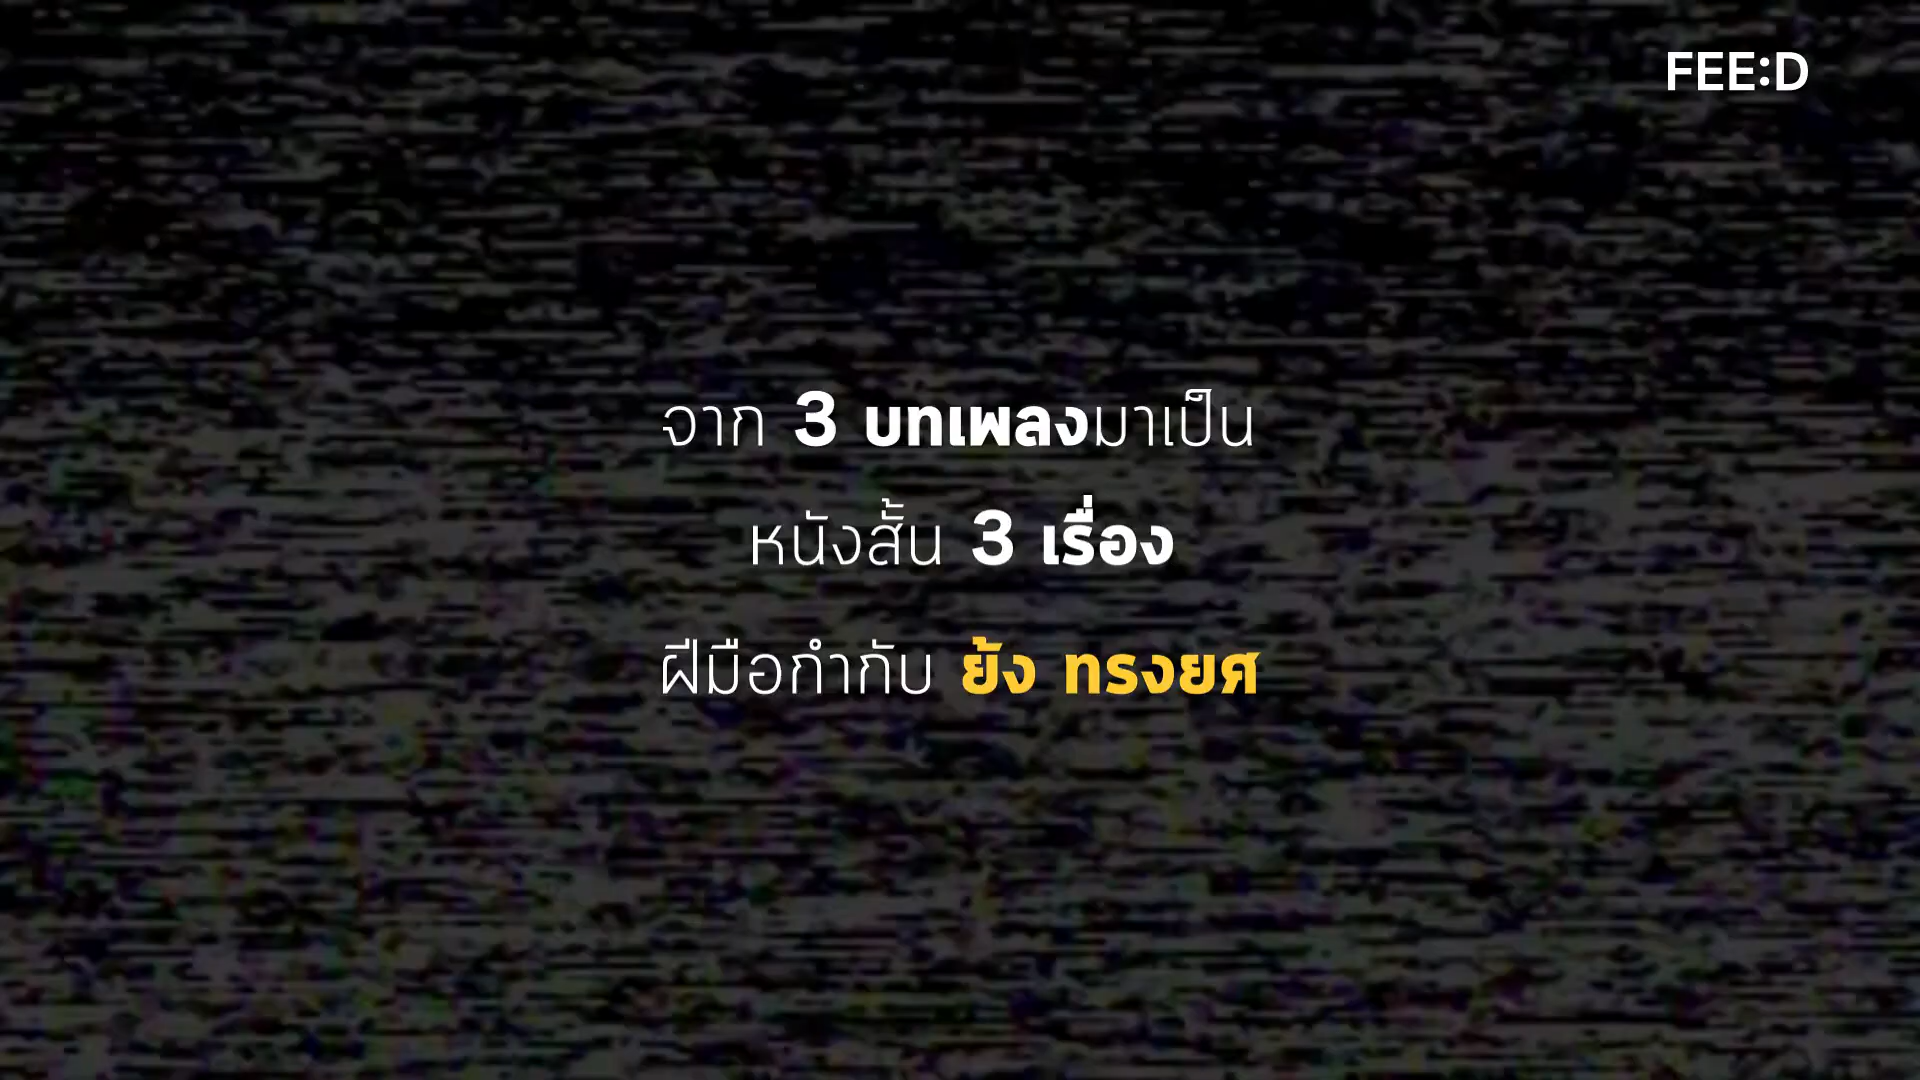 FEE:D
จาก 3 บทเพลงมาเป็น
หนังสั้น 3 เรื่อง
ฝีมือกำกับ ย้ง ทรงยศ